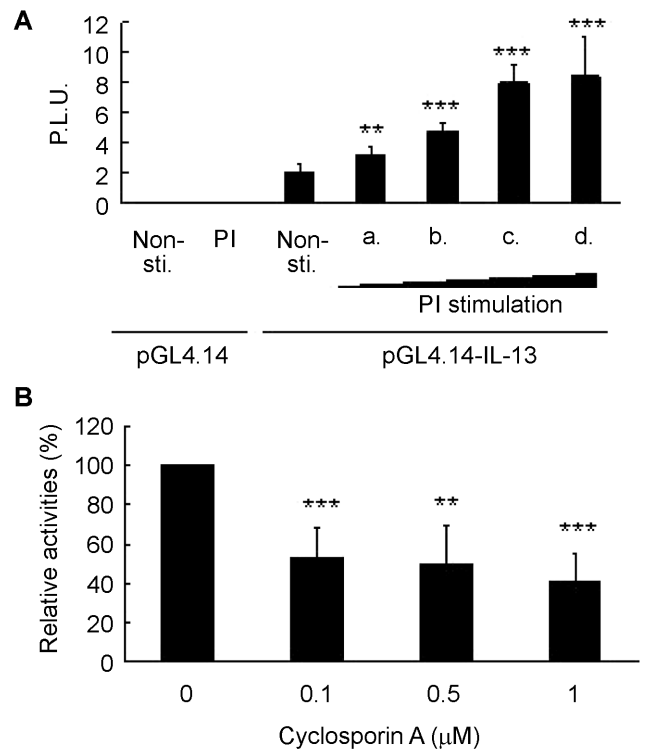 A
P.L.U.
12
10
8
6
4
2
0
**
***
***
***
Non-
sti.
PI
Non-
sti.
a.
b.
c.
d.
PI stimulation
pGL4.14
pGL4.14-IL-13
B
Relative activities (%)
120
100
80
60
40
20
0
***
**
***
0
0.1
0.5
1
Cyclosporin A (μM)